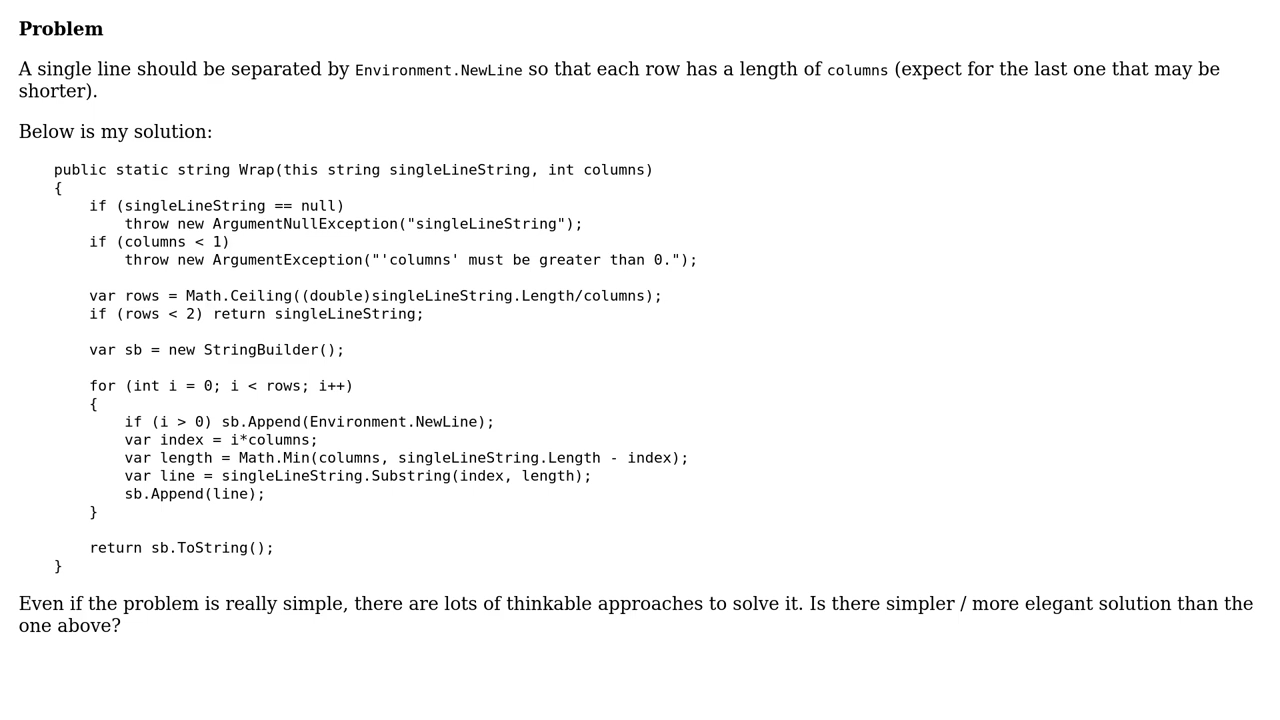 Problem
A single line should be separated by Environment.NewLine so that each row has a length of columns (expect for the last one that may be
shorter).
Below is my solution:
public static string Wrap(this string singleLineString, int columns)
{
    if (singleLineString == null)
        throw new ArgumentNullException("singleLineString");
    if (columns < 1)
        throw new ArgumentException("'columns' must be greater than 0.");
    var rows = Math.Ceiling((double)singleLineString.Length/columns);
    if (rows < 2) return singleLineString;
    var sb = new StringBuilder();
    for (int i = 0; i < rows; i++)
    {
        if (i > 0) sb.Append(Environment.NewLine);
        var index = i*columns;
        var length = Math.Min(columns, singleLineString.Length - index);
        var line = singleLineString.Substring(index, length);
        sb.Append(line);
    }
    return sb.ToString();
}
Even if the problem is really simple, there are lots of thinkable approaches to solve it. Is there simpler / more elegant solution than the
one above?